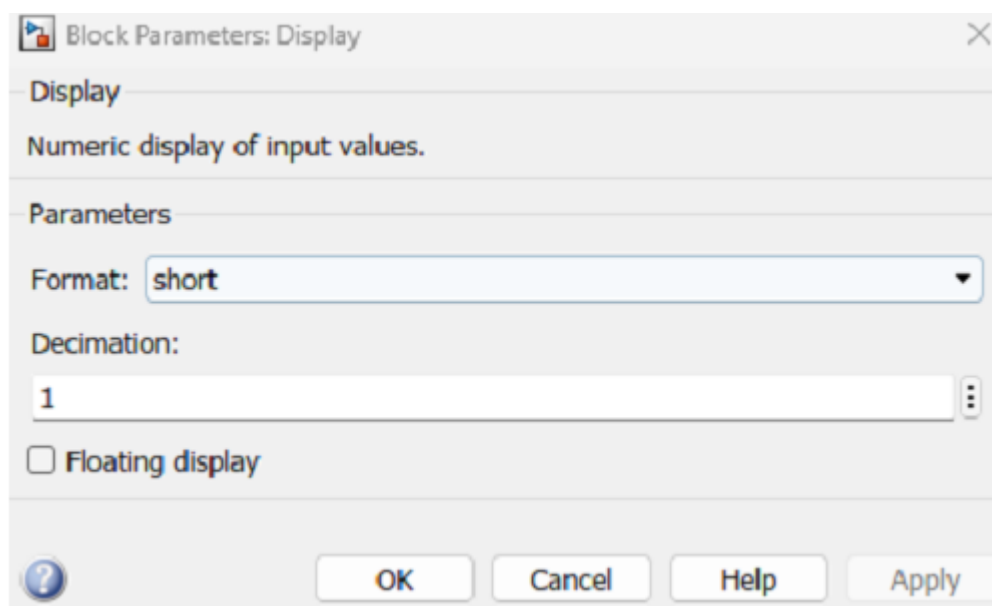 Block Parameters: Display
Display
Numeric display of input values.
Parameters
Format: short
Decimation:
1
Floating display
OK Cancel Help Apply